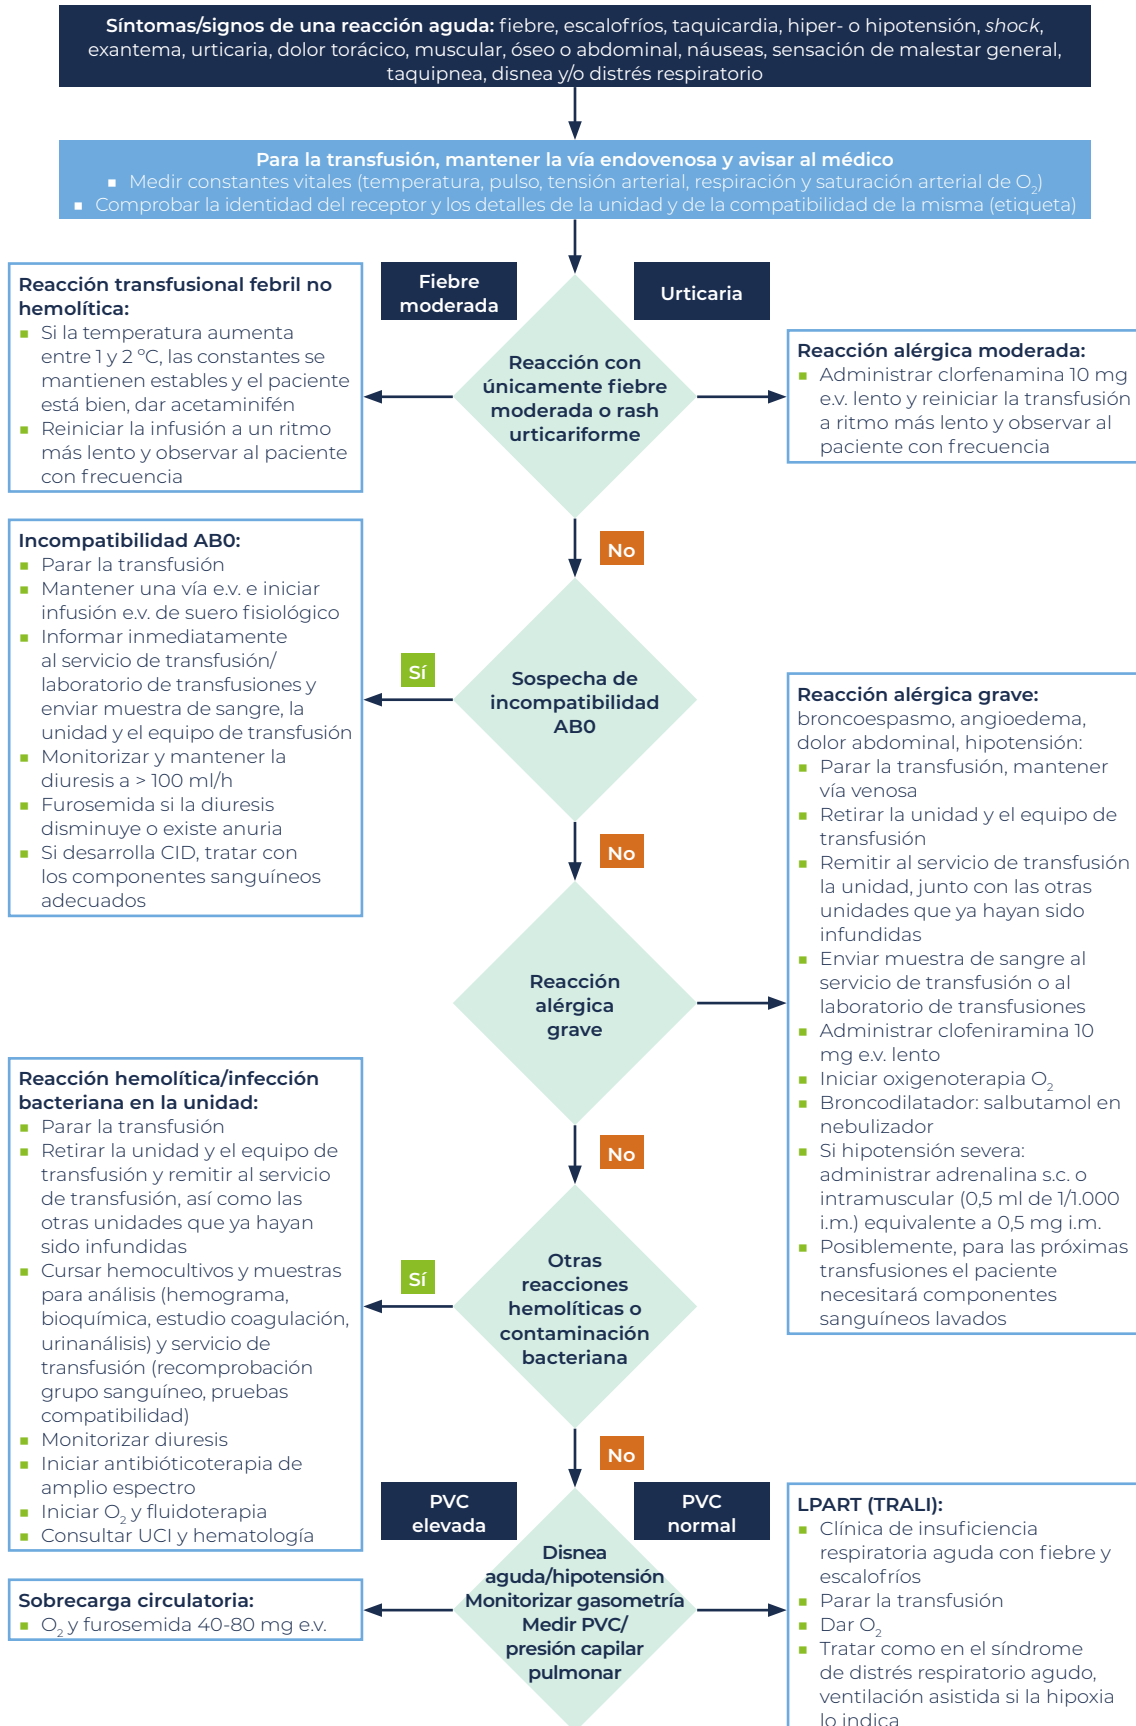 Síntomas/signos de una reacción aguda: fiebre, escalofríos, taquicardia, hiper- o hipotensión, shock,
exantema, urticaria, dolor torácico, muscular, óseo o abdominal, náuseas, sensación de malestar general,
taquipnea, disnea y/o distrés respiratorio
Para la transfusión, mantener la vía endovenosa y avisar al médico
▪ Medir constantes vitales (temperatura, pulso, tensión arterial, respiración y saturación arterial de O₂)
▪ Comprobar la identidad del receptor y los detalles de la unidad y de la compatibilidad de la misma (etiqueta)
Fiebre
moderada
Urticaria
Reacción con
únicamente fiebre
moderada o rash
urticariforme
Reacción transfusional febril no
hemolítica:
▪ Si la temperatura aumenta
entre 1 y 2 ºC, las constantes se
mantienen estables y el paciente
está bien, dar acetaminifén
▪ Reiniciar la infusión a un ritmo
más lento y observar al paciente
con frecuencia
Reacción alérgica moderada:
▪ Administrar clorfenamina 10 mg
e.v. lento y reiniciar la transfusión
a ritmo más lento y observar al
paciente con frecuencia
No
Sospecha de
incompatibilidad
AB0
Sí
Incompatibilidad AB0:
▪ Parar la transfusión
▪ Mantener una vía e.v. e iniciar
infusión e.v. de suero fisiológico
▪ Informar inmediatamente
al servicio de transfusión/
laboratorio de transfusiones y
enviar muestra de sangre, la
unidad y el equipo de transfusión
▪ Monitorizar y mantener la
diuresis a > 100 ml/h
▪ Furosemida si la diuresis
disminuye o existe anuria
▪ Si desarrolla CID, tratar con
los componentes sanguíneos
adecuados
No
Reacción
alérgica
grave
Reacción alérgica grave:
broncoespasmo, angioedema,
dolor abdominal, hipotensión:
▪ Parar la transfusión, mantener
vía venosa
▪ Retirar la unidad y el equipo de
transfusión
▪ Remitir al servicio de transfusión
la unidad, junto con las otras
unidades que ya hayan sido
infundidas
▪ Enviar muestra de sangre al
servicio de transfusión o al
laboratorio de transfusiones
▪ Administrar clofeniramina 10
mg e.v. lento
▪ Iniciar oxigenoterapia O₂
▪ Broncodilatador: salbutamol en
nebulizador
▪ Si hipotensión severa:
administrar adrenalina s.c. o
intramuscular (0,5 ml de 1/1.000
i.m.) equivalente a 0,5 mg i.m.
▪ Posiblemente, para las próximas
transfusiones el paciente
necesitará componentes
sanguíneos lavados
No
Otras
reacciones
hemolíticas o
contaminación
bacteriana
Sí
Reacción hemolítica/infección
bacteriana en la unidad:
▪ Parar la transfusión
▪ Retirar la unidad y el equipo de
transfusión y remitir al servicio
de transfusión, así como las
otras unidades que ya hayan
sido infundidas
▪ Cursar hemocultivos y muestras
para análisis (hemograma,
bioquímica, estudio coagulación,
urinanálisis) y servicio de
transfusión (recomprobación
grupo sanguíneo, pruebas
compatibilidad)
▪ Monitorizar diuresis
▪ Iniciar antibióticoterapia de
amplio espectro
▪ Iniciar O₂ y fluidoterapia
▪ Consultar UCI y hematología
No
PVC
elevada
PVC
normal
Disnea
aguda/hipotensión
Monitorizar gasometría
Medir PVC/
presión capilar
pulmonar
Sobrecarga circulatoria:
▪ O₂ y furosemida 40-80 mg e.v.
LPART (TRALI):
▪ Clínica de insuficiencia
respiratoria aguda con fiebre y
escalofríos
▪ Parar la transfusión
▪ Dar O₂
▪ Tratar como en el síndrome
de distrés respiratorio agudo,
ventilación asistida si la hipoxia
lo indica